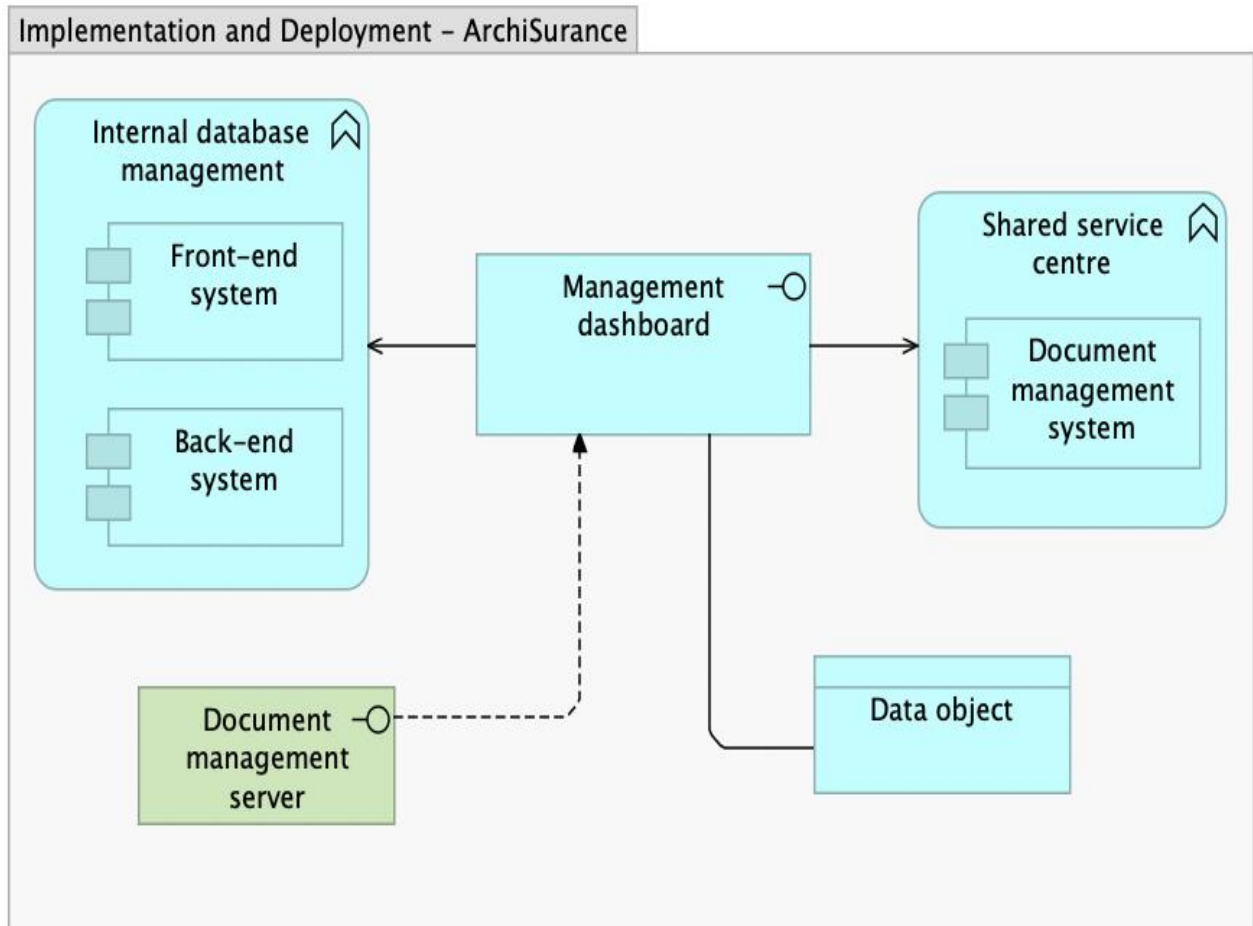 Implementation and Deployment – ArchiSurance
Internal database
management
Front–end
system
Back–end
system
Management
dashboard
Shared service
centre
Document
management
system
Document
management
server
Data object